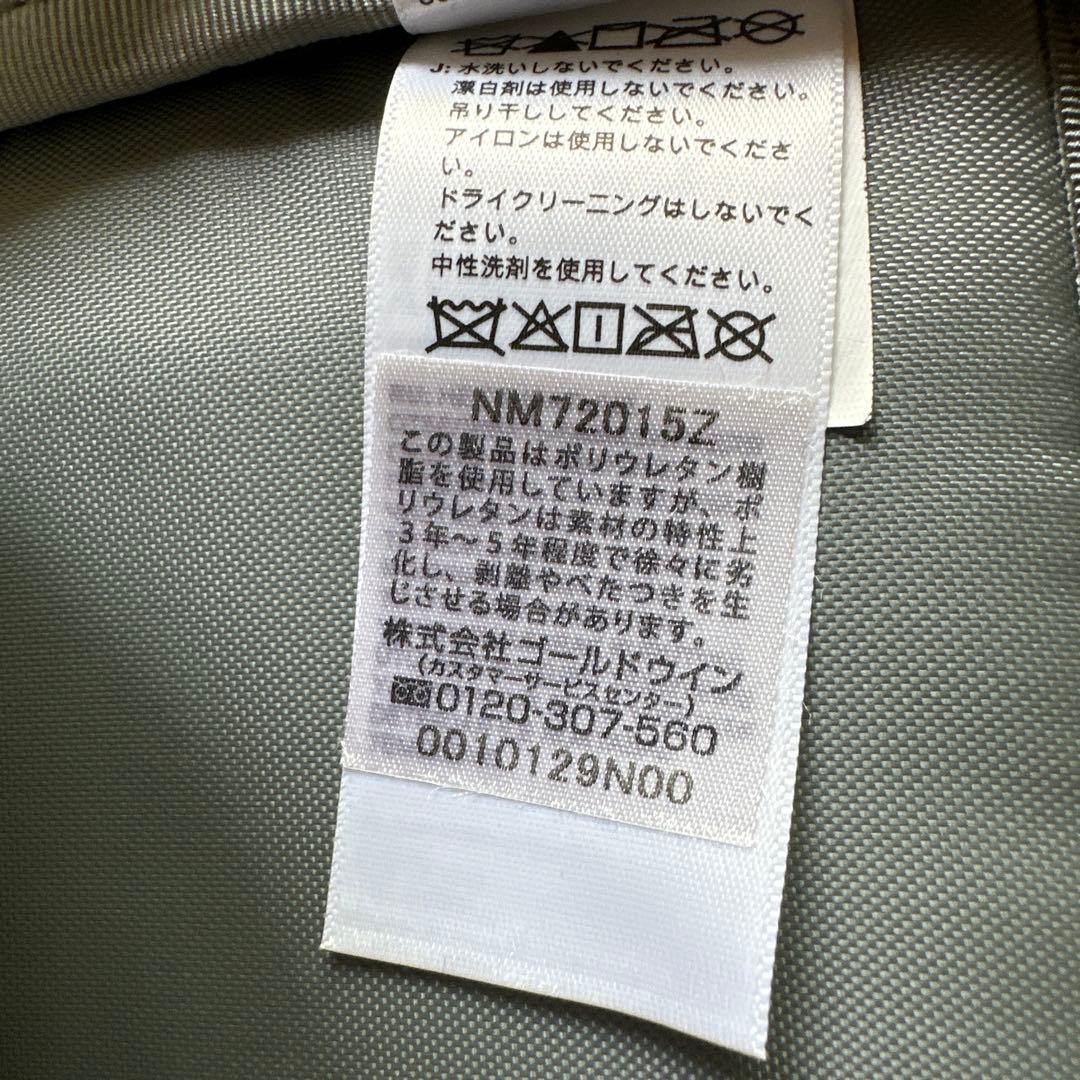 J: 水洗いしないでください。
漂白剤は使用しないでください。
吊り干ししてください。
アイロンは使用しないでくださ
い。
ドライクリーニングはしないでく
ださい。
中性洗剤を使用してください。
NM72015Z
この製品はポリウレタン樹
脂を使用していますが、ポ
リウレタンは素材の特性上
3年～5年程度で徐々に劣
化し、剥離やべたつきを生
じさせる場合があります。
株式会社ゴールドウイン
(カスタマーサービスセンター)
0120-307-560
0010129N00